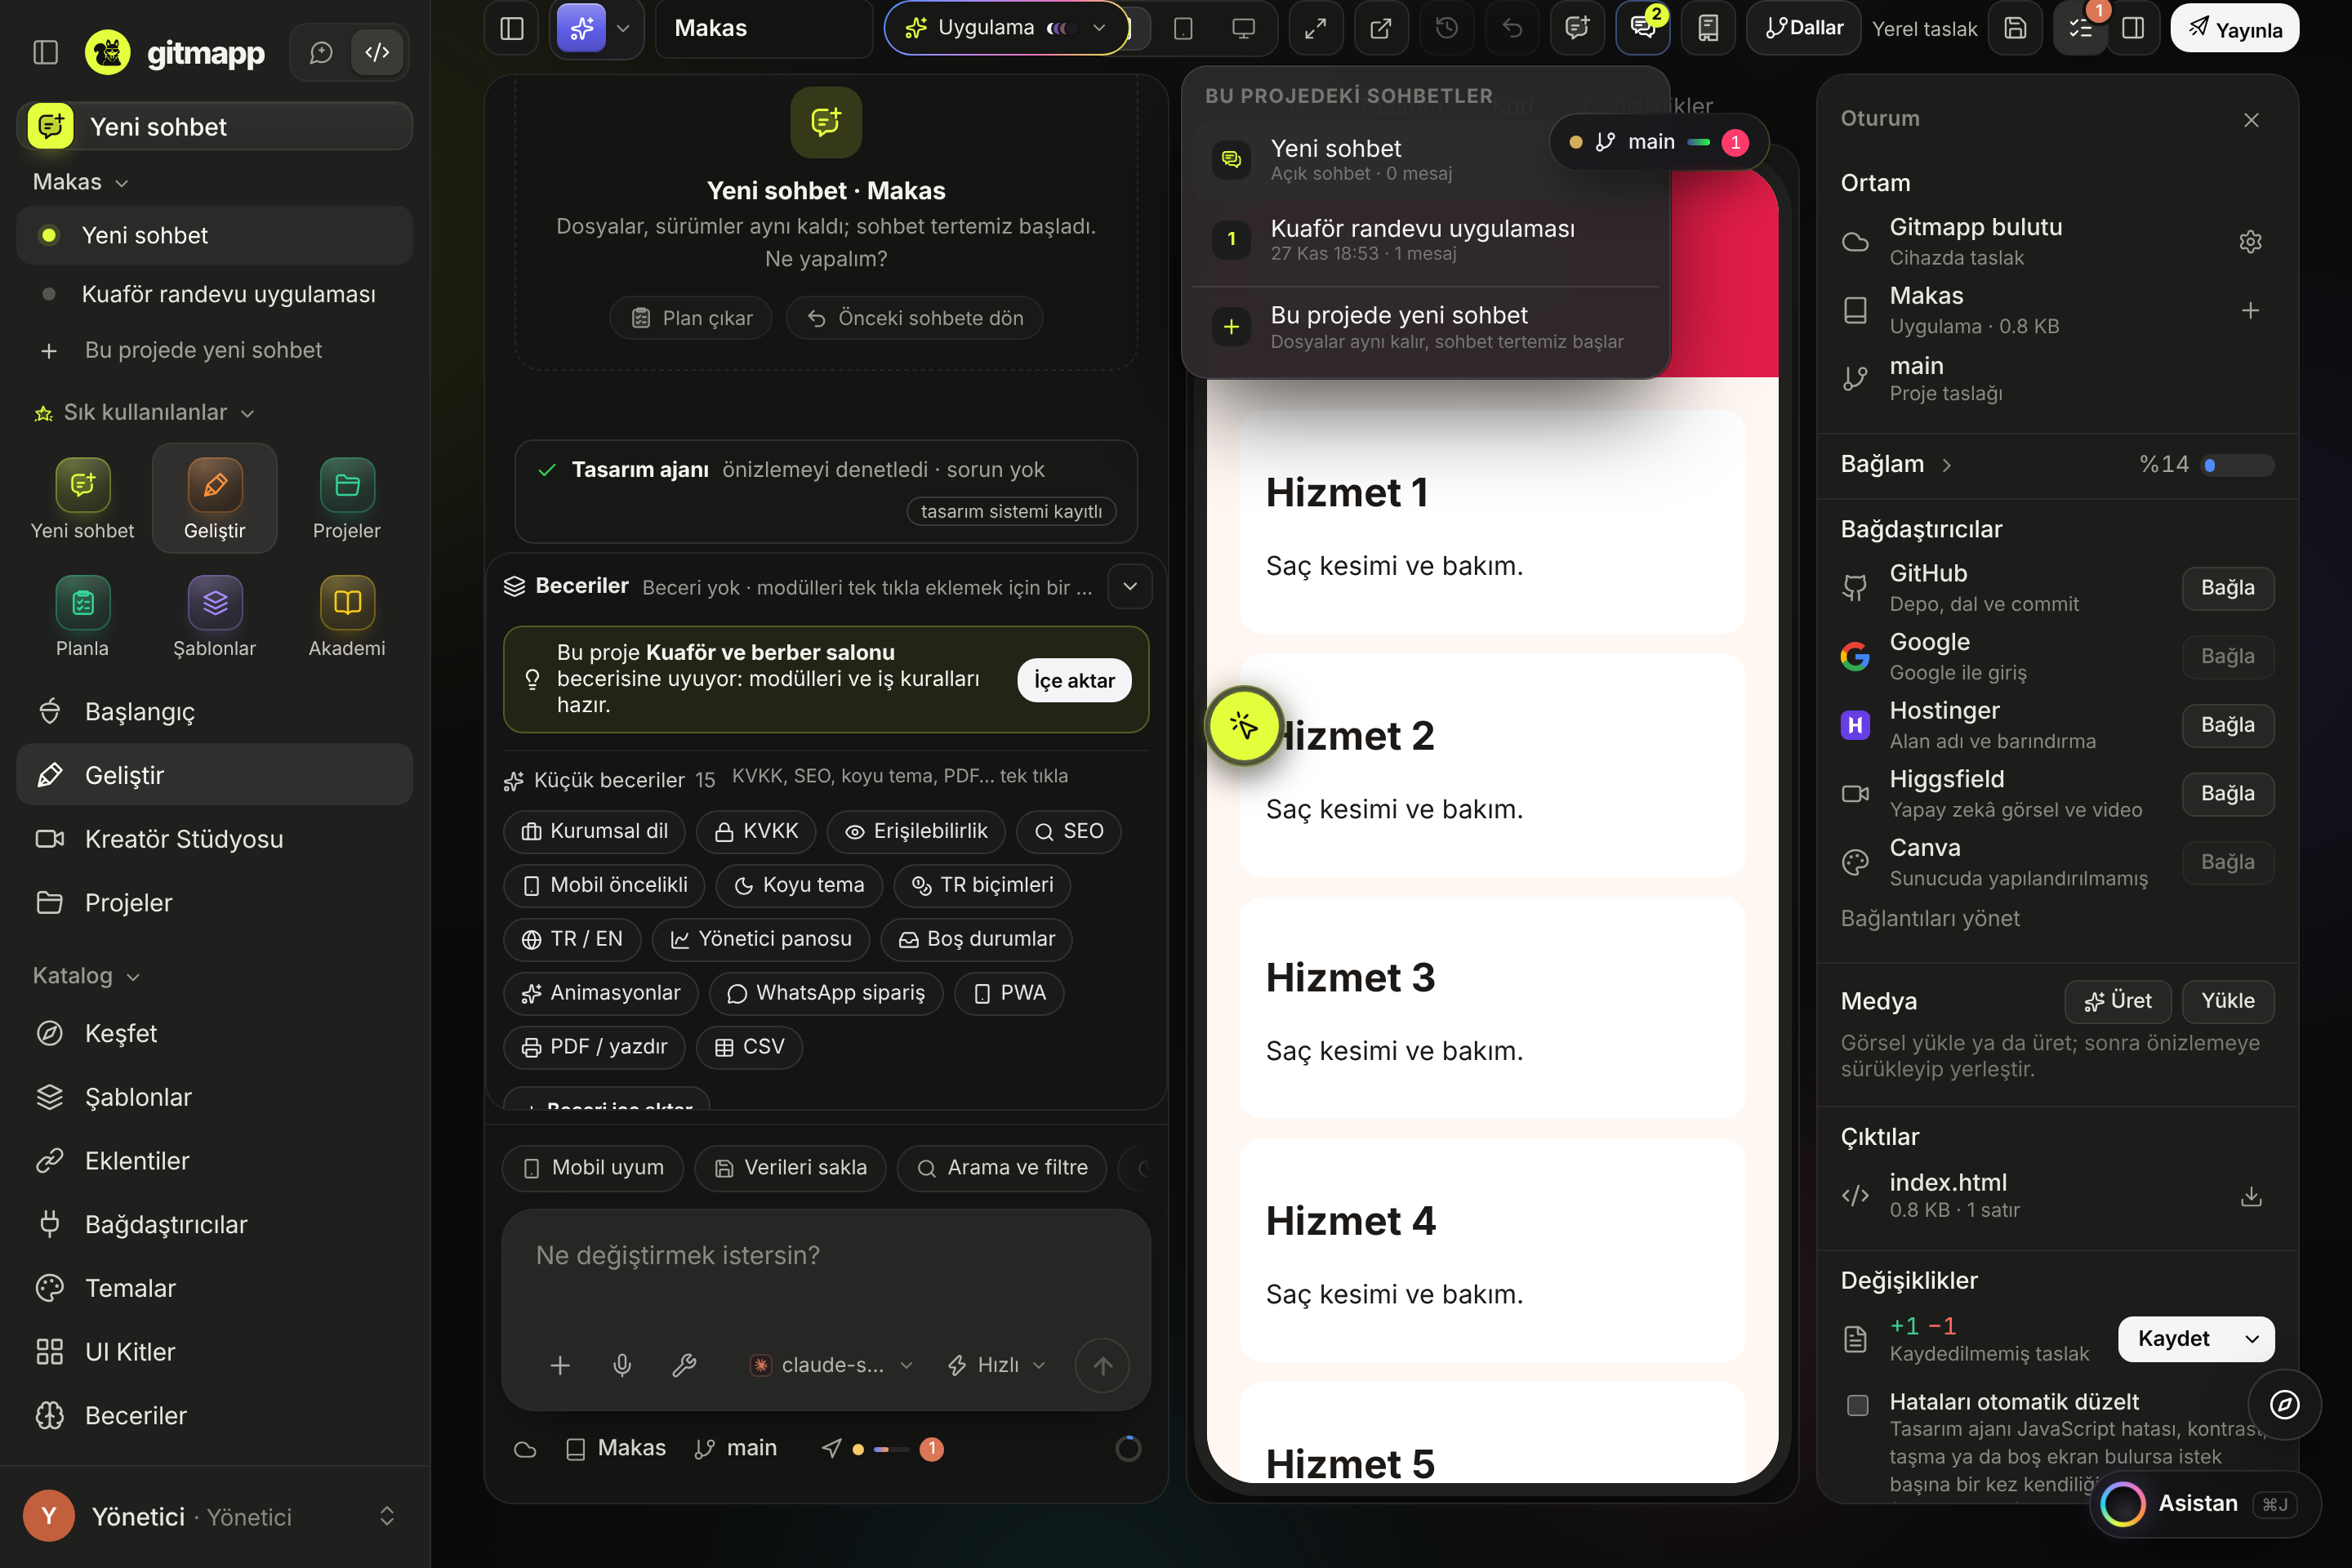 gitmapp
Yeni sohbet
Makas
Yeni sohbet
Kuaför randevu uygulaması
Bu projede yeni sohbet
Sık kullanılanlar
Yeni sohbet
Geliştir
Projeler
Planla
Şablonlar
Akademi
Başlangıç
Geliştir
Kreatör Stüdyosu
Projeler
Katalog
Keşfet
Şablonlar
Eklentiler
Bağdaştırıcılar
Temalar
UI Kitler
Beceriler
Y
Yönetici · Yönetici
Makas
Uygulama
2
Dallar
Yerel taslak
1
Yayınla
Yeni sohbet · Makas
Dosyalar, sürümler aynı kaldı; sohbet tertemiz başladı.
Ne yapalım?
Plan çıkar
Önceki sohbete dön
Tasarım ajanı önizlemeyi denetledi · sorun yok
tasarım sistemi kayıtlı
Beceriler Beceri yok · modülleri tek tıkla eklemek için bir ...
Bu proje Kuaför ve berber salonu
becerisine uyuyor: modülleri ve iş kuralları
hazır.
İçe aktar
Küçük beceriler 15 KVKK, SEO, koyu tema, PDF... tek tıkla
Kurumsal dil
KVKK
Erişilebilirlik
SEO
Mobil öncelikli
Koyu tema
TR biçimleri
TR / EN
Yönetici panosu
Boş durumlar
Animasyonlar
WhatsApp sipariş
PWA
PDF / yazdır
CSV
Beceri içe aktar
Mobil uyum
Verileri sakla
Arama ve filtre
Ne değiştirmek istersin?
claude-s...
Hızlı
Makas
main
1
BU PROJEDEKİ SOHBETLER
Yeni sohbet
Açık sohbet · 0 mesaj
1
Kuaför randevu uygulaması
27 Kas 18:53 · 1 mesaj
Bu projede yeni sohbet
Dosyalar aynı kalır, sohbet tertemiz başlar
main
1
Hizmet 1
Saç kesimi ve bakım.
Hizmet 2
Saç kesimi ve bakım.
Hizmet 3
Saç kesimi ve bakım.
Hizmet 4
Saç kesimi ve bakım.
Hizmet 5
Oturum
Ortam
Gitmapp bulutu
Cihazda taslak
Makas
Uygulama · 0.8 KB
main
Proje taslağı
Bağlam
%14
Bağdaştırıcılar
GitHub
Depo, dal ve commit
Bağla
Google
Google ile giriş
Bağla
Hostinger
Alan adı ve barındırma
Bağla
Higgsfield
Yapay zekâ görsel ve video
Bağla
Canva
Sunucuda yapılandırılmamış
Bağla
Bağlantıları yönet
Medya
Üret
Yükle
Görsel yükle ya da üret; sonra önizlemeye
sürükleyip yerleştir.
Çıktılar
index.html
0.8 KB · 1 satır
Değişiklikler
+1 −1
Kaydedilmemiş taslak
Kaydet
Hataları otomatik düzelt
Tasarım ajanı JavaScript hatası, kontrast,
taşma ya da boş ekran bulursa istek
başına bir kez
Asistan
⌘J